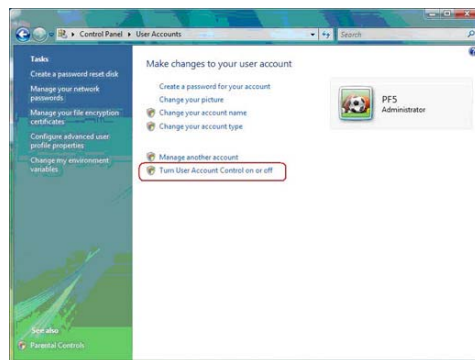 Control Panel ▸ User Accounts
Search
Tasks
Create a password reset disk
Manage your network
passwords
Manage your file encryption
certificates
Configure advanced user
profile properties
Change my environment
variables
Make changes to your user account
Create a password for your account
Change your picture
Change your account name
Change your account type
Manage another account
Turn User Account Control on or off
PF5
Administrator
See also
Parental Controls